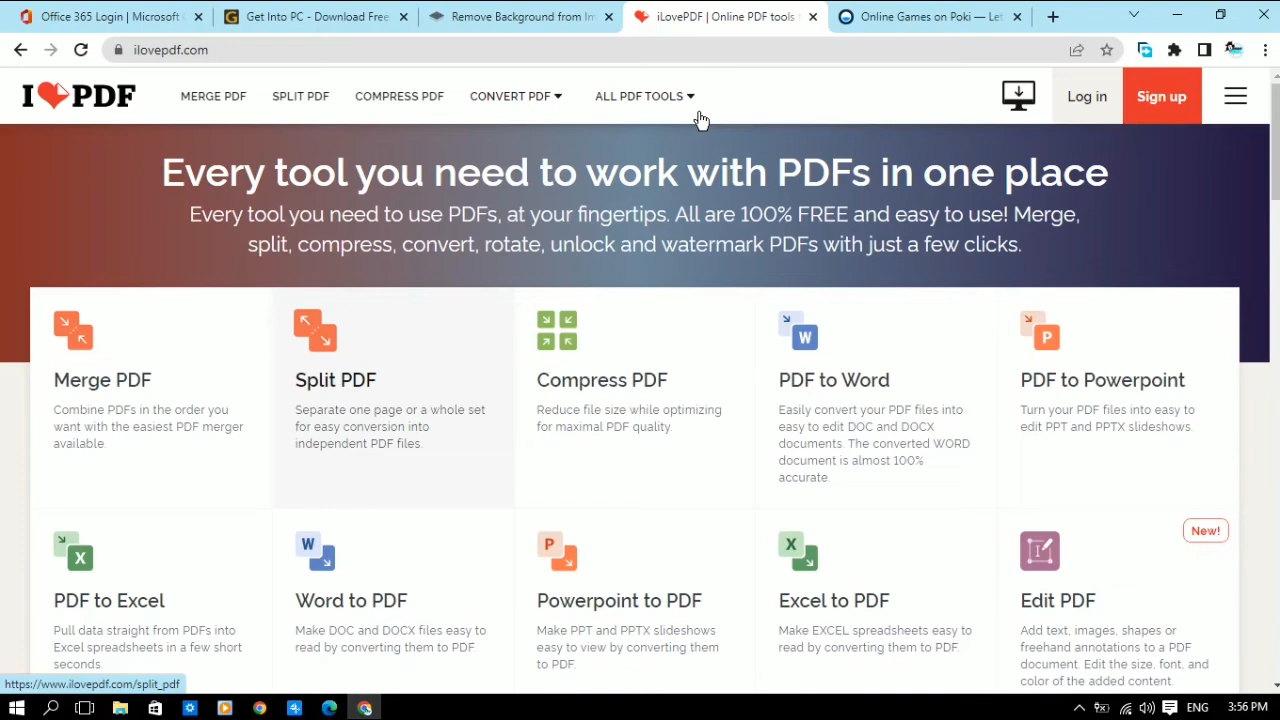 Office 365 Login | Microsoft
Get Into PC - Download Free
Remove Background from Im
iLovePDF | Online PDF tools
Online Games on Poki — Let
ilovepdf.com
I PDF
MERGE PDF
SPLIT PDF
COMPRESS PDF
CONVERT PDF
ALL PDF TOOLS
Log in
Sign up
Every tool you need to work with PDFs in one place
Every tool you need to use PDFs, at your fingertips. All are 100% FREE and easy to use! Merge,
split, compress, convert, rotate, unlock and watermark PDFs with just a few clicks.
Merge PDF
Combine PDFs in the order you
want with the easiest PDF merger
available.
Split PDF
Separate one page or a whole set
for easy conversion into
independent PDF files.
Compress PDF
Reduce file size while optimizing
for maximal PDF quality.
W
PDF to Word
Easily convert your PDF files into
easy to edit DOC and DOCX
documents. The converted WORD
document is almost 100%
accurate.
P
PDF to Powerpoint
Turn your PDF files into easy to
edit PPT and PPTX slideshows.
X
PDF to Excel
Pull data straight from PDFs into
Excel spreadsheets in a few short
seconds
W
Word to PDF
Make DOC and DOCX files easy to
read by converting them to PDF.
P
Powerpoint to PDF
Make PPT and PPTX slideshows
easy to view by converting them
to PDF.
X
Excel to PDF
Make EXCEL spreadsheets easy to
read by converting them to PDF.
New!
Edit PDF
Add text, images, shapes or
freehand annotations to a PDF
document. Edit the size, font, and
color of the added content.
https://www.ilovepdf.com/split_pdf
ENG
3:56 PM